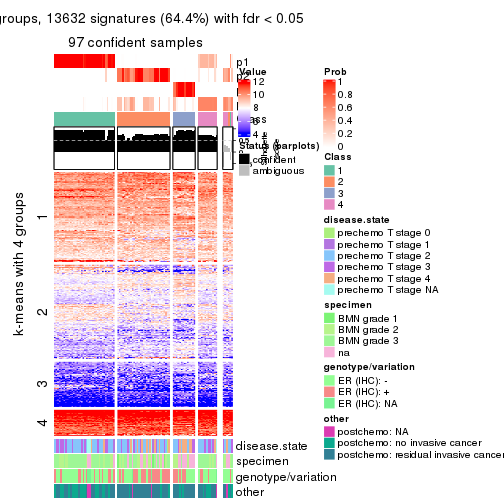 groups, 13632 signatures (64.4%) with fdr < 0.05
97 confident samples
p1
p2
Value
12
10
8
6
4
Prob
1
0.8
0.6
0.4
0.2
0
Class
1
2
3
4
Status (barplots)
confident
ambiguous
disease.state
prechemo T stage 0
prechemo T stage 1
prechemo T stage 2
prechemo T stage 3
prechemo T stage 4
prechemo T stage NA
specimen
BMN grade 1
BMN grade 2
BMN grade 3
na
genotype/variation
ER (IHC): -
ER (IHC): +
ER (IHC): NA
other
postchemo: NA
postchemo: no invasive cancer
postchemo: residual invasive cancer
k-means with 4 groups
1
2
3
4
disease.state
specimen
genotype/variation
other